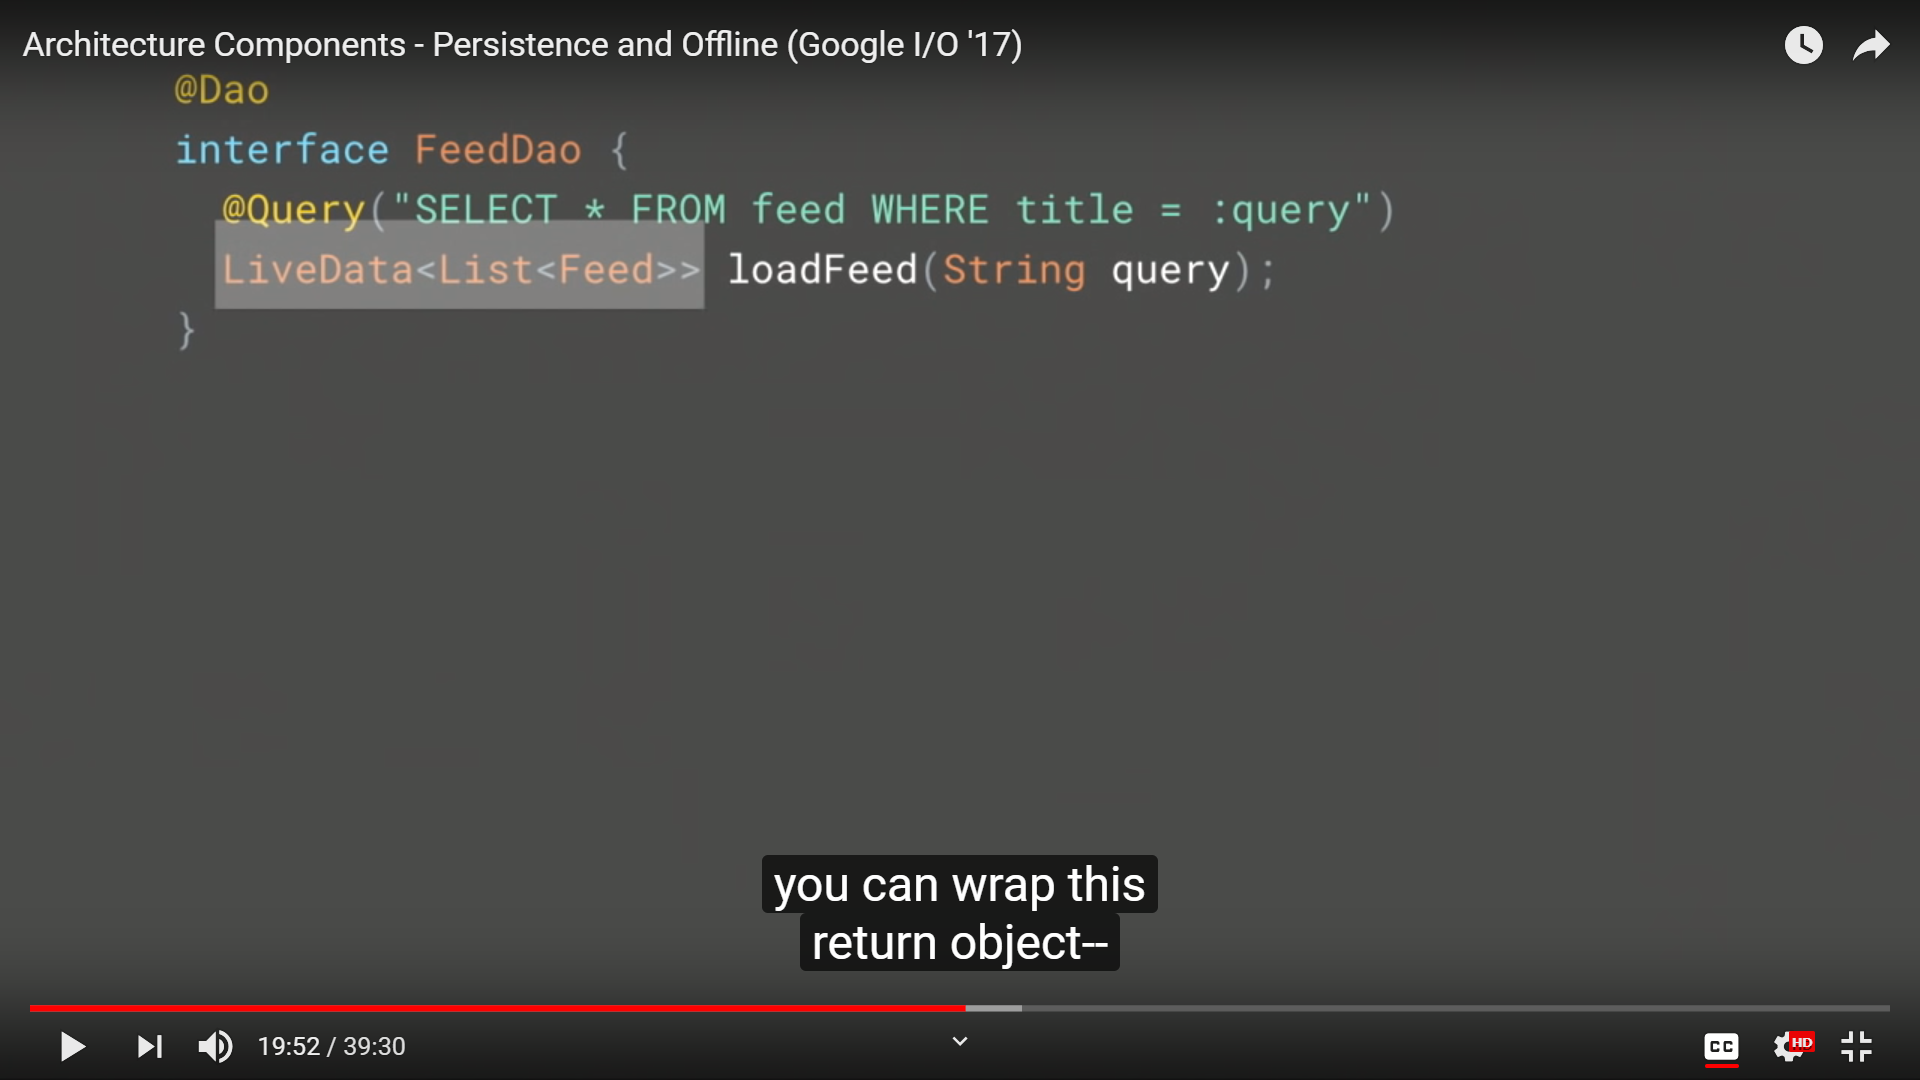 Architecture Components - Persistence and Offline (Google I/O '17)
@Dao
interface FeedDao {
@Query("SELECT * FROM feed WHERE title = :query")
LiveData<List<Feed>> loadFeed(String query);
}
you can wrap this
return object--
19:52 / 39:30
CC
HD